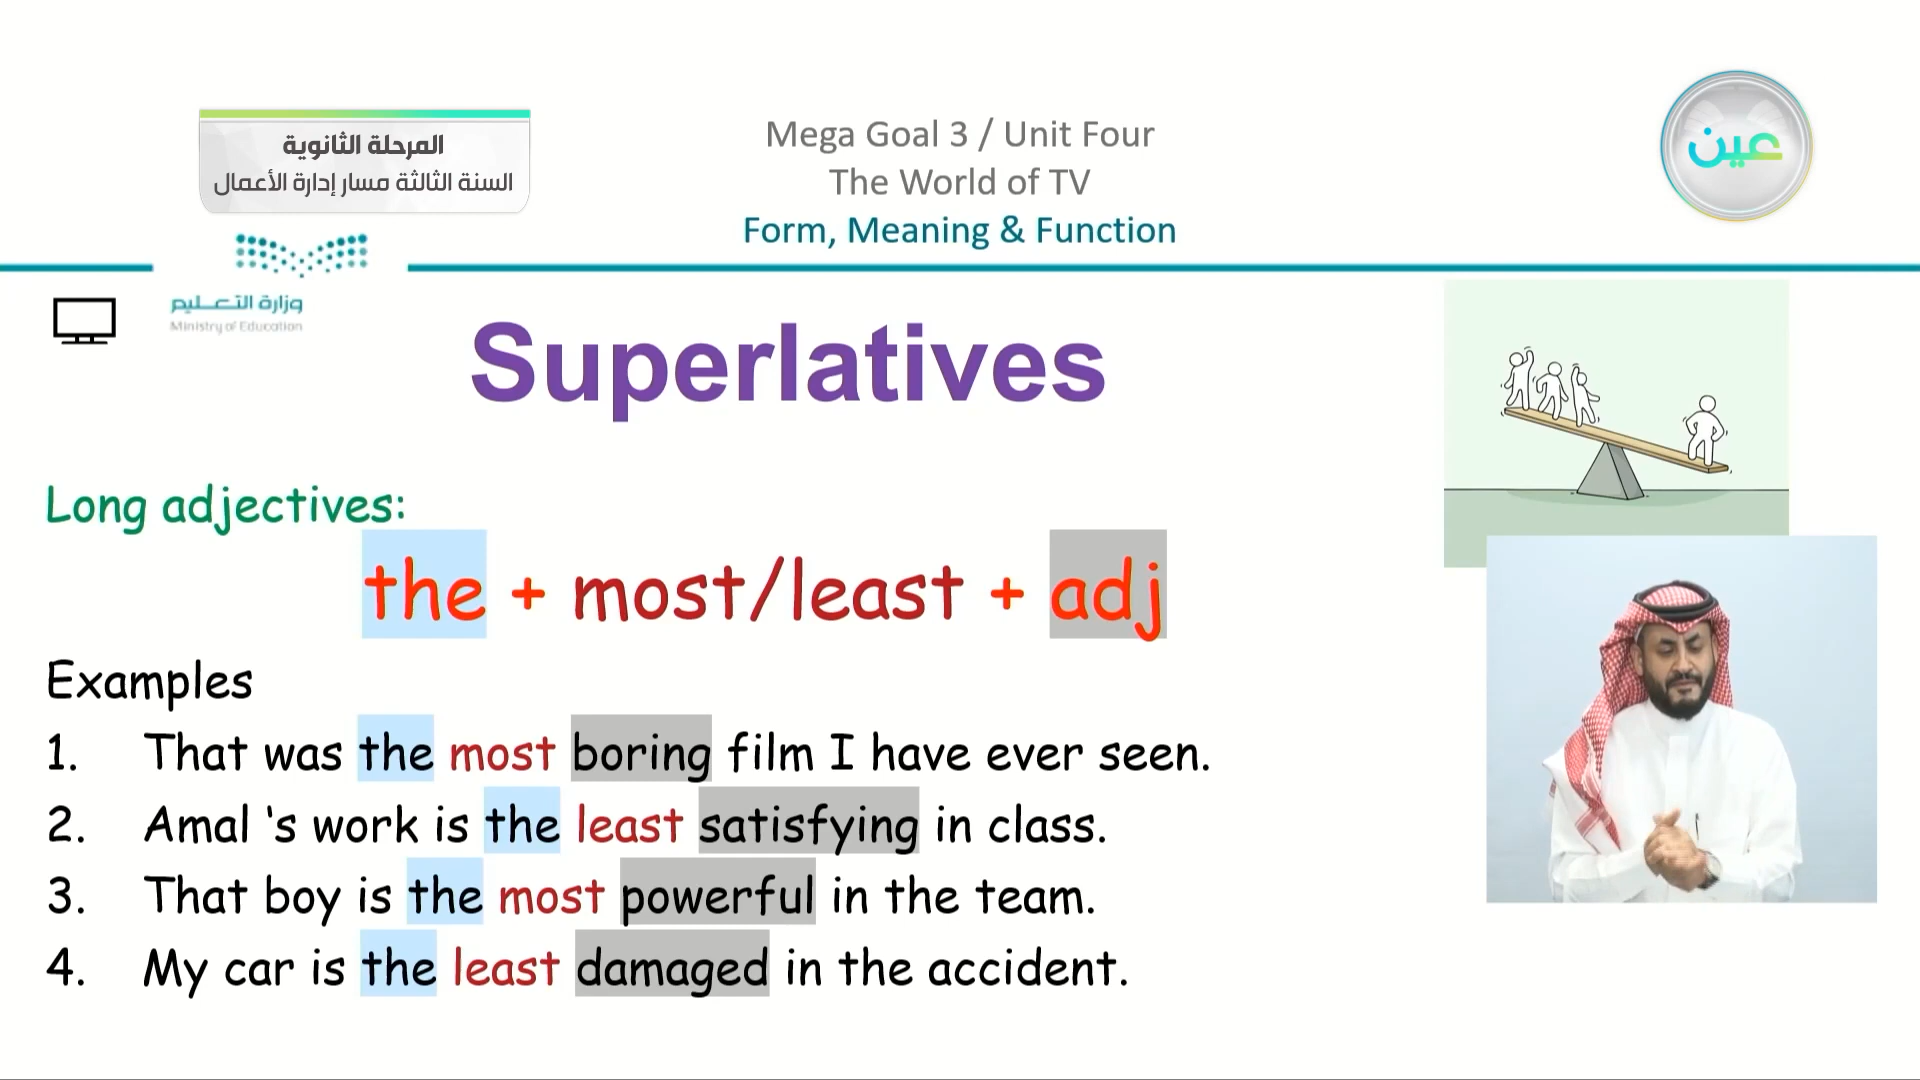 المرحلة الثانوية
السنة الثالثة مسار إدارة الأعمال
Mega Goal 3 / Unit Four
The World of TV
Form, Meaning & Function
عين
وزارة التعليم
Ministry of Education
Superlatives
Long adjectives:
the + most/least + adj
Examples
1. That was the most boring film I have ever seen.
2. Amal ‘s work is the least satisfying in class.
3. That boy is the most powerful in the team.
4. My car is the least damaged in the accident.